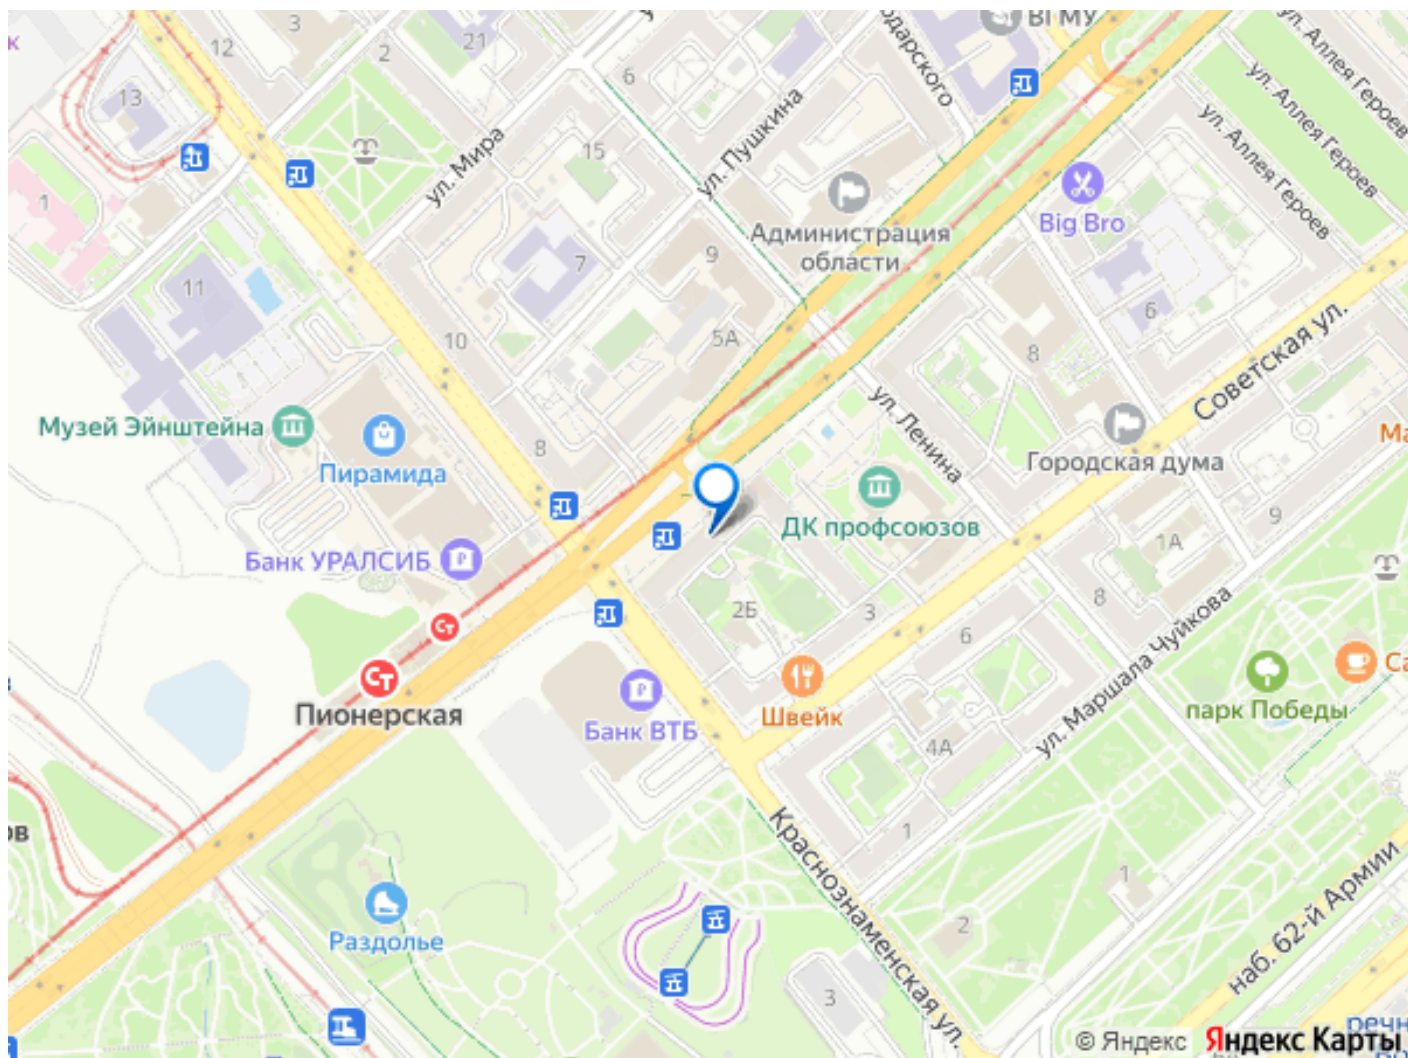 ВГМУ
3
12
2
21
6
13
ул. Аллея Героев
ул. Аллея Героев
ул. Аллея Героев
ул. Мира
15
ул. Пушкина
1
Big Bro
Администрация
области
9
7
11
6
5А
10
8
Советская ул.
Музей Эйнштейна
Пирамида
8
ул. Ленина
Городская дума
ДК профсоюзов
9
1А
Банк УРАЛСИБ
2Б
3
8
6
ул. Маршала Чуйкова
Ст
Ст
Пионерская
Швейк
Банк ВТБ
парк Победы
4А
1
Краснознаменская ул.
1
2
наб. 62-й Армии
Раздолье
3
© Яндекс Яндекс Карты